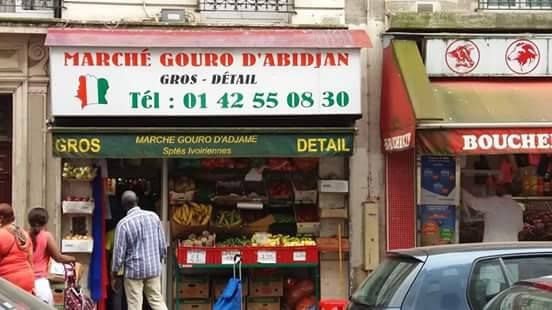 MARCHÉ GOURO D'ABIDJAN
GROS - DÉTAIL
Tél : 01 42 55 08 30
GROS
MARCHE GOURO D'ADJAME
Sptés Ivoiriennes
DETAIL
BOUCHE